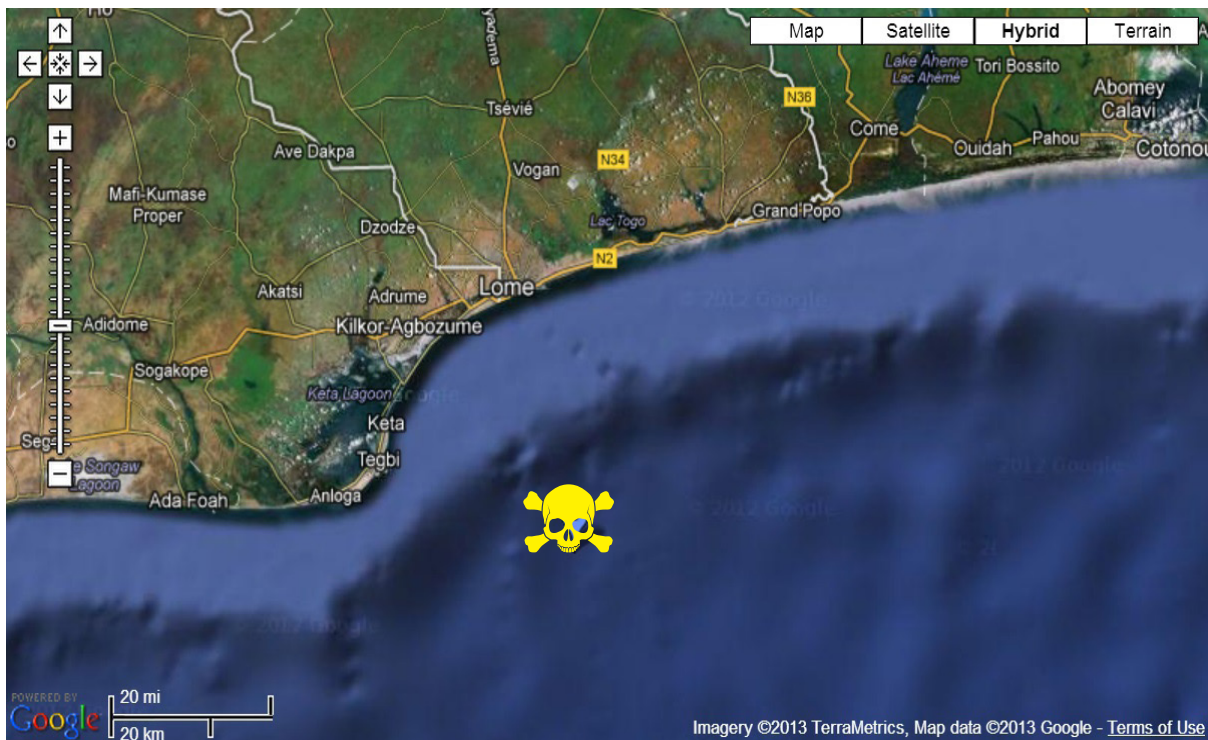 Map
Satellite
Hybrid
Terrain
Lake Aheme
Lac Ahémé
Tori Bossito
Abomey
Calavi
N36
Tsévié
Come
Ouidah
Pahou
Cotonou
Ave Dakpa
N34
Vogan
Mafi-Kumase
Proper
Lac Togo
Grand Popo
Dzodze
N2
Akatsi
Adrume
Lome
© 2012 Google
Adidome
Kilkor-Agbozume
Sogakope
Keta Lagoon
Keta
Tegbi
Songaw
Lagoon
2012 Google
Ada Foah
Anloga
© 2012 Google
© 2012 Google
POWERED BY
Google
20 mi
20 km
Imagery ©2013 TerraMetrics, Map data ©2013 Google - Terms of Use